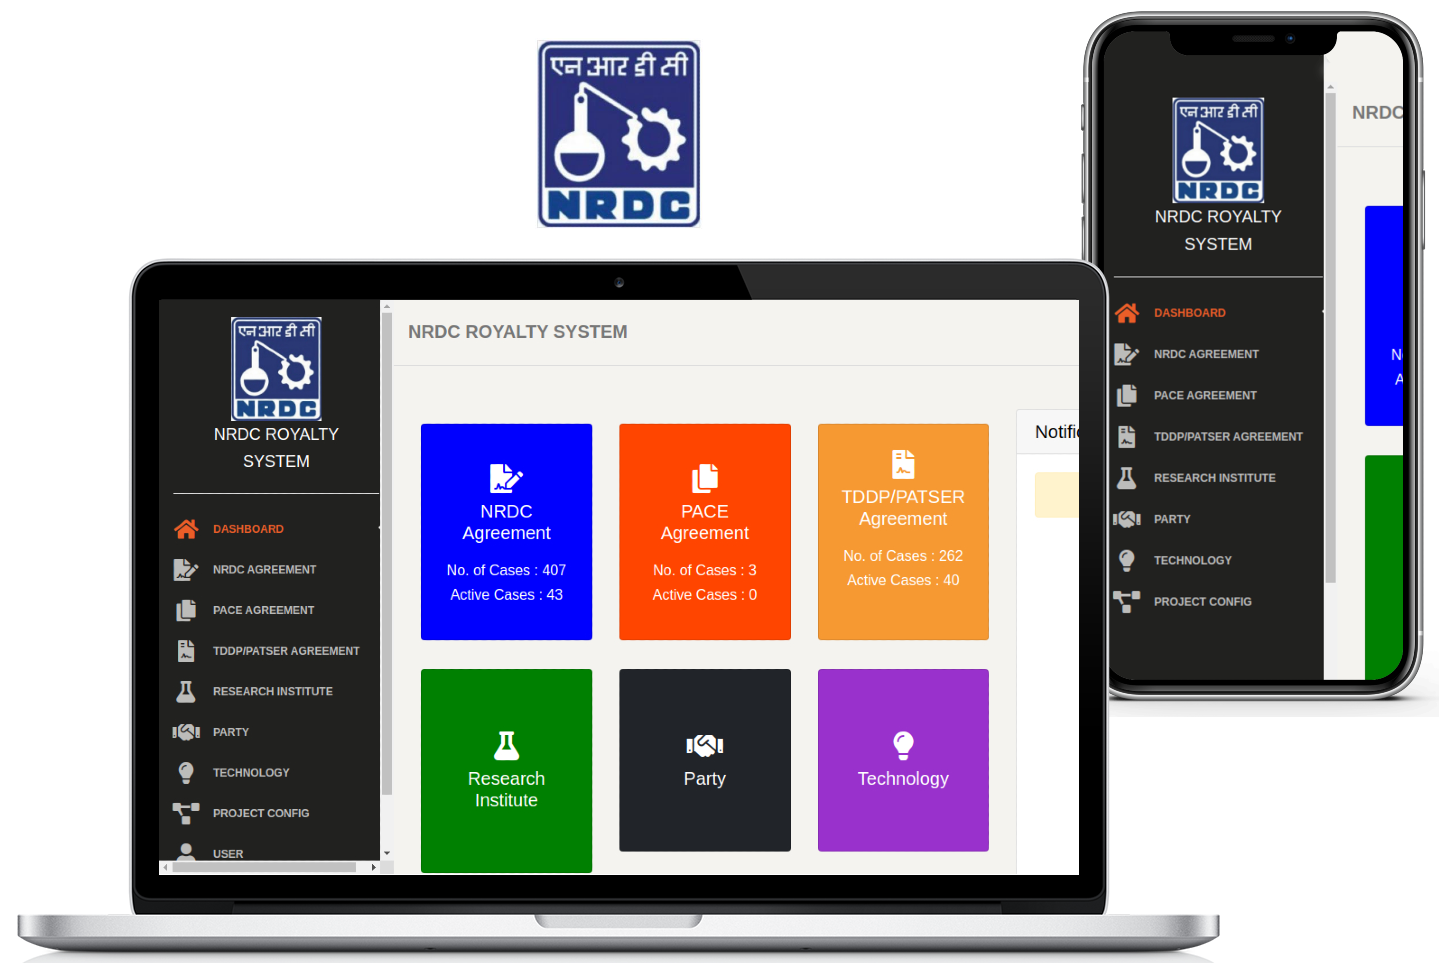 एन आर डी सी
NRDC
NRDC ROYALTY
SYSTEM
DASHBOARD
NRDC AGREEMENT
PACE AGREEMENT
TDDP/PATSER AGREEMENT
RESEARCH INSTITUTE
PARTY
TECHNOLOGY
PROJECT CONFIG
USER
NRDC ROYALTY SYSTEM
NRDC
Agreement
No. of Cases : 407
Active Cases : 43
PACE
Agreement
No. of Cases : 3
Active Cases : 0
TDDP/PATSER
Agreement
No. of Cases : 262
Active Cases : 40
Research
Institute
Party
Technology
Notific
एन आर डी सी
NRDC
एन आर डी सी
NRDC
NRDC ROYALTY
SYSTEM
DASHBOARD
NRDC AGREEMENT
PACE AGREEMENT
TDDP/PATSER AGREEMENT
RESEARCH INSTITUTE
PARTY
TECHNOLOGY
PROJECT CONFIG
NRDC